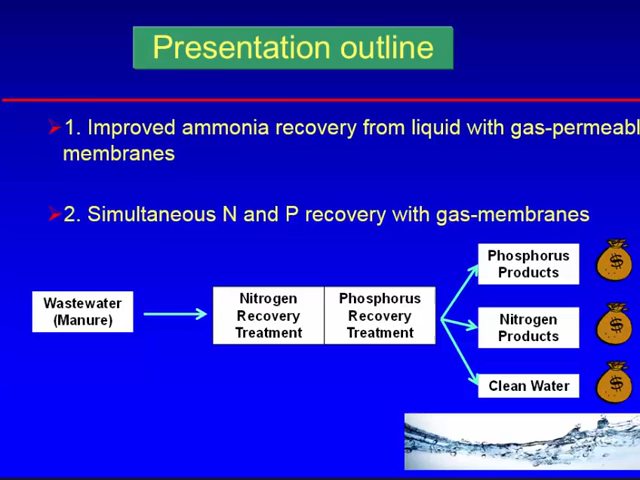 Presentation outline
1. Improved ammonia recovery from liquid with gas-permeabl
membranes
2. Simultaneous N and P recovery with gas-membranes
Wastewater
(Manure)
Nitrogen
Recovery
Treatment
Phosphorus
Recovery
Treatment
Phosphorus
Products
$
Nitrogen
Products
$
Clean Water
$